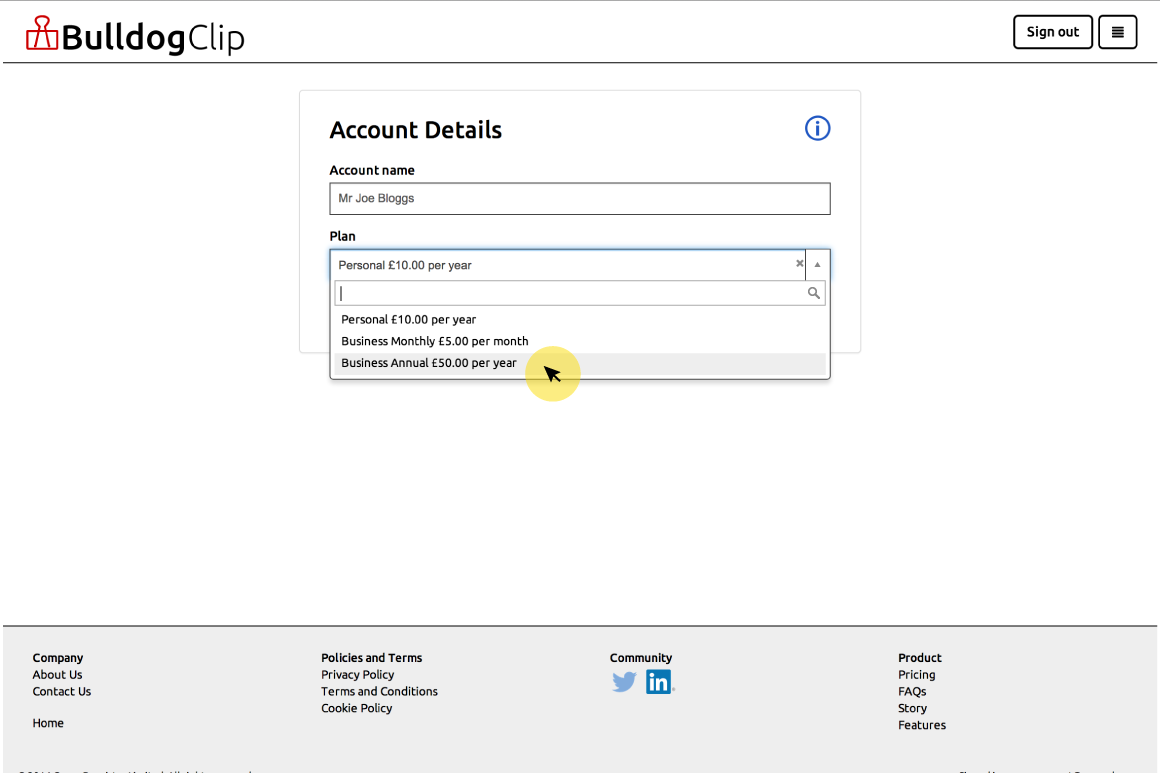 BulldogClip
Sign out
Account Details
Account name
Mr Joe Bloggs
Plan
Personal £10.00 per year
Personal £10.00 per year
Business Monthly £5.00 per month
Business Annual £50.00 per year
Company
About Us
Contact Us
Home
Policies and Terms
Privacy Policy
Terms and Conditions
Cookie Policy
Community
in
Product
Pricing
FAQs
Story
Features